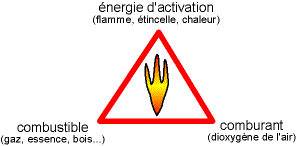 énergie d'activation
(flamme, étincelle, chaleur)
combustible
(gaz, essence, bois...)
comburant
(dioxygène de l'air)